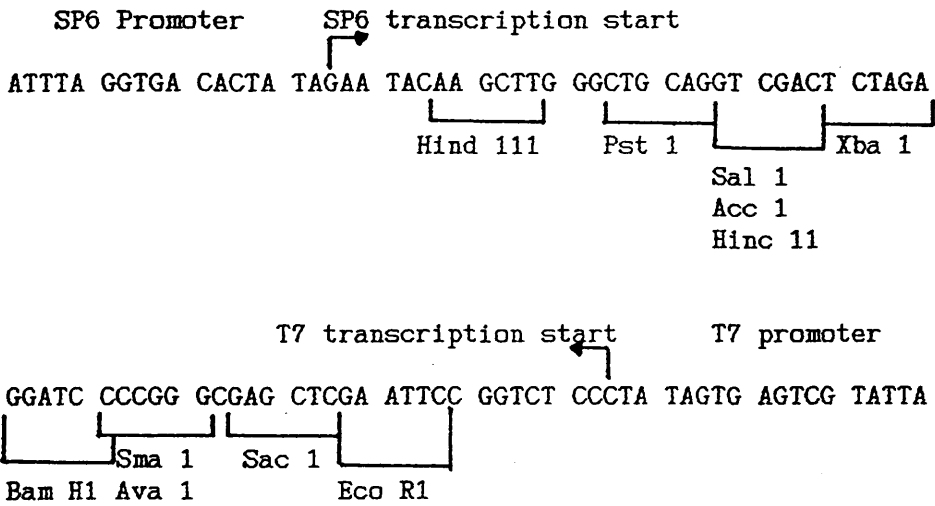 SP6 Promoter SP6 transcription start
ATTTA GGTGA CACTA TAGAA TACAA GCTTG GGCTG CAGGT CGACT CTAGA
Hind 111 Pst 1 Xba 1
Sal 1
Acc 1
Hinc 11
T7 transcription start T7 promoter
GGATC CCCGG GCGAG CTCGA ATTCC GGTCT CCCTA TAGTG AGTCG TATTA
Sma 1 Sac 1
Bam H1 Ava 1 Eco R1